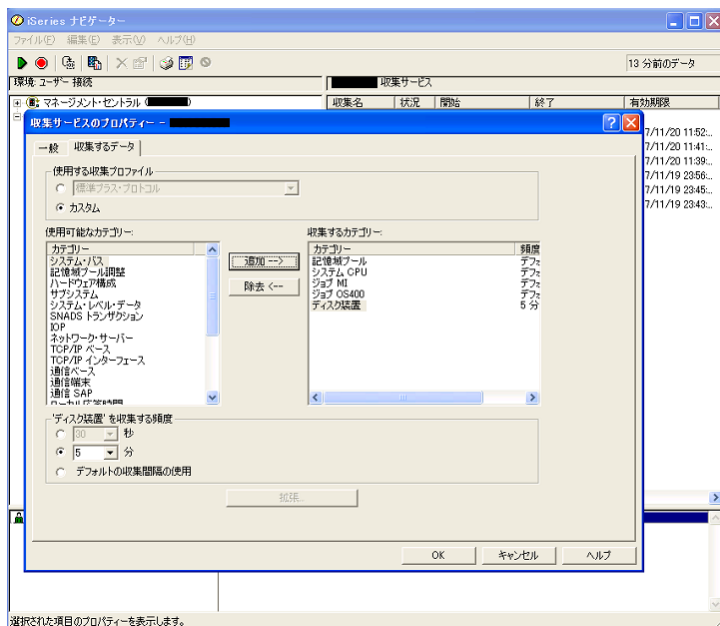 iSeries ナビゲーター
ファイル(F) 編集(E) 表示(V) ヘルプ(H)
13 分前のデータ
環境: ユーザー 接続
収集サービス
マネージメント・セントラル (
収集名 状況 開始 終了 有効期限
7/11/20 11:52:..
7/11/20 11:41:..
7/11/20 11:39:..
7/11/19 23:56:..
7/11/19 23:45:..
7/11/19 23:43:..
収集サービスのプロパティー -
一般 収集するデータ
使用する収集プロファイル
標準プラス・プロトコル
カスタム
使用可能なカテゴリー:
カテゴリー
システム・バス
記憶域プール調整
ハードウェア構成
サブシステム
システム・レベル・データ
SNADS トランザクション
IOP
ネットワーク・サーバー
TCP/IP ベース
TCP/IP インターフェース
通信ベース
通信端末
通信 SAP
ローカル応答時間
追加 -->
除去 <--
収集するカテゴリー:
カテゴリー 頻度
記憶域プール デフォ
システム CPU デフォ
ジョブ MI デフォ
ジョブ OS400 デフォ
ディスク装置 5 分
'ディスク装置' を収集する頻度
30 秒
5 分
デフォルトの収集間隔の使用
拡張...
OK キャンセル ヘルプ
選択された項目のプロパティーを表示します。